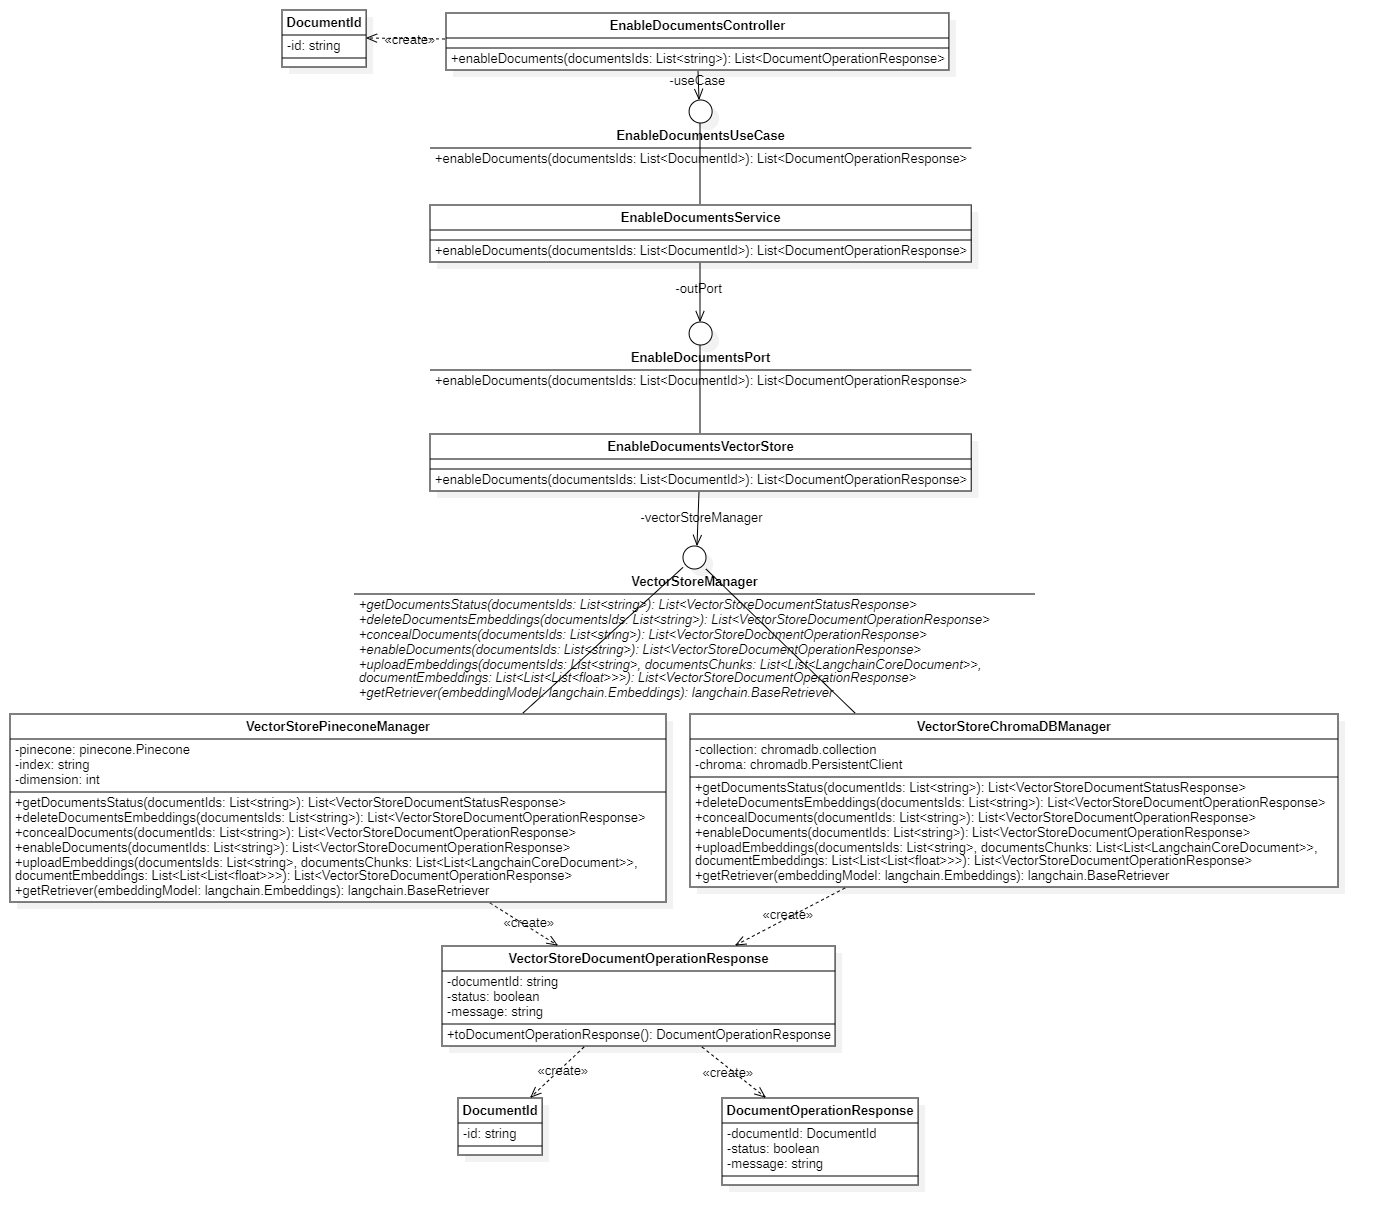 DocumentId
-id: string
«create»
EnableDocumentsController
+enableDocuments(documentsIds: List<string>): List<DocumentOperationResponse>
-useCase
EnableDocumentsUseCase
+enableDocuments(documentsIds: List<DocumentId>): List<DocumentOperationResponse>
EnableDocumentsService
+enableDocuments(documentsIds: List<DocumentId>): List<DocumentOperationResponse>
-outPort
EnableDocumentsPort
+enableDocuments(documentsIds: List<DocumentId>): List<DocumentOperationResponse>
EnableDocumentsVectorStore
+enableDocuments(documentsIds: List<DocumentId>): List<DocumentOperationResponse>
-vectorStoreManager
VectorStoreManager
+getDocumentsStatus(documentsIds: List<string>): List<VectorStoreDocumentStatusResponse>
+deleteDocumentsEmbeddings(documentsIds: List<string>): List<VectorStoreDocumentOperationResponse>
+concealDocuments(documentsIds: List<string>): List<VectorStoreDocumentOperationResponse>
+enableDocuments(documentsIds: List<string>): List<VectorStoreDocumentOperationResponse>
+uploadEmbeddings(documentsIds: List<string>, documentsChunks: List<List<LangchainCoreDocument>>,
documentEmbeddings: List<List<List<float>>>): List<VectorStoreDocumentOperationResponse>
+getRetriever(embeddingModel: langchain.Embeddings): langchain.BaseRetriever
VectorStorePineconeManager
-pinecone: pinecone.Pinecone
-index: string
-dimension: int
+getDocumentsStatus(documentIds: List<string>): List<VectorStoreDocumentStatusResponse>
+deleteDocumentsEmbeddings(documentsIds: List<string>): List<VectorStoreDocumentOperationResponse>
+concealDocuments(documentIds: List<string>): List<VectorStoreDocumentOperationResponse>
+enableDocuments(documentIds: List<string>): List<VectorStoreDocumentOperationResponse>
+uploadEmbeddings(documentsIds: List<string>, documentsChunks: List<List<LangchainCoreDocument>>,
documentEmbeddings: List<List<List<float>>>): List<VectorStoreDocumentOperationResponse>
+getRetriever(embeddingModel: langchain.Embeddings): langchain.BaseRetriever
VectorStoreChromaDBManager
-collection: chromadb.collection
-chroma: chromadb.PersistentClient
+getDocumentsStatus(documentIds: List<string>): List<VectorStoreDocumentStatusResponse>
+deleteDocumentsEmbeddings(documentsIds: List<string>): List<VectorStoreDocumentOperationResponse>
+concealDocuments(documentIds: List<string>): List<VectorStoreDocumentOperationResponse>
+enableDocuments(documentIds: List<string>): List<VectorStoreDocumentOperationResponse>
+uploadEmbeddings(documentsIds: List<string>, documentsChunks: List<List<LangchainCoreDocument>>,
documentEmbeddings: List<List<List<float>>>): List<VectorStoreDocumentOperationResponse>
+getRetriever(embeddingModel: langchain.Embeddings): langchain.BaseRetriever
«create»
«create»
VectorStoreDocumentOperationResponse
-documentId: string
-status: boolean
-message: string
+toDocumentOperationResponse(): DocumentOperationResponse
«create»
«create»
DocumentId
-id: string
DocumentOperationResponse
-documentId: DocumentId
-status: boolean
-message: string